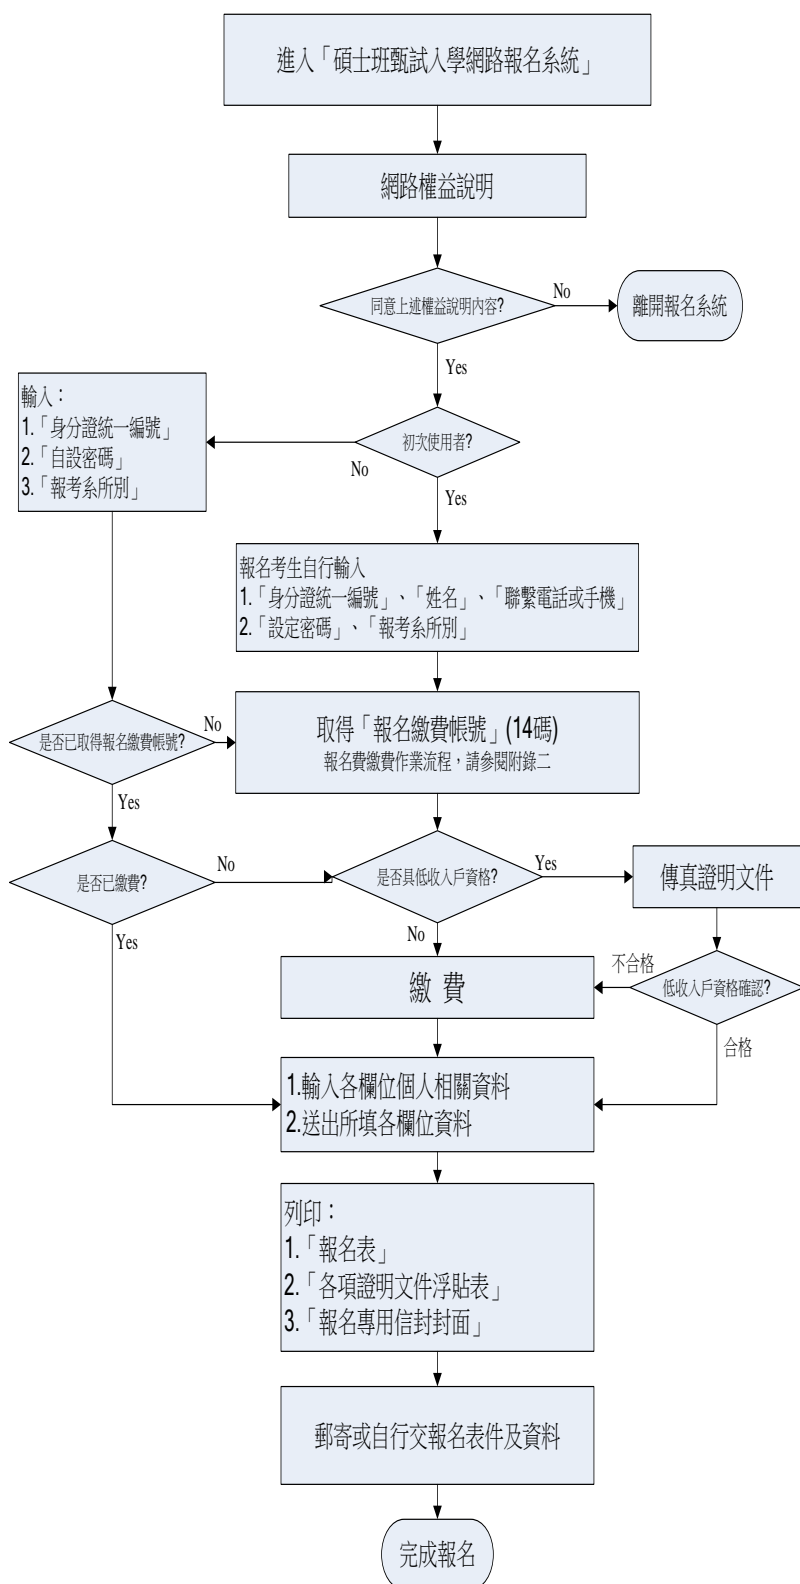 進入「碩士班甄試入學網路報名系統」
網路權益說明
同意上述權益說明內容?
No
離開報名系統
Yes
初次使用者?
No
輸入：
1.「身分證統一編號」
2.「自設密碼」
3.「報考系所別」
Yes
報名考生自行輸入
1.「身分證統一編號」、「姓名」、「聯繫電話或手機」
2.「設定密碼」、「報考系所別」
是否已取得報名繳費帳號?
No
取得「報名繳費帳號」(14碼)
報名費繳費作業流程，請參閱附錄二
Yes
是否已繳費?
No
是否具低收入戶資格?
Yes
傳真證明文件
Yes
No
繳 費
不合格
低收入戶資格確認?
合格
1.輸入各欄位個人相關資料
2.送出所填各欄位資料
列印：
1.「報名表」
2.「各項證明文件浮貼表」
3.「報名專用信封封面」
郵寄或自行交報名表件及資料
完成報名